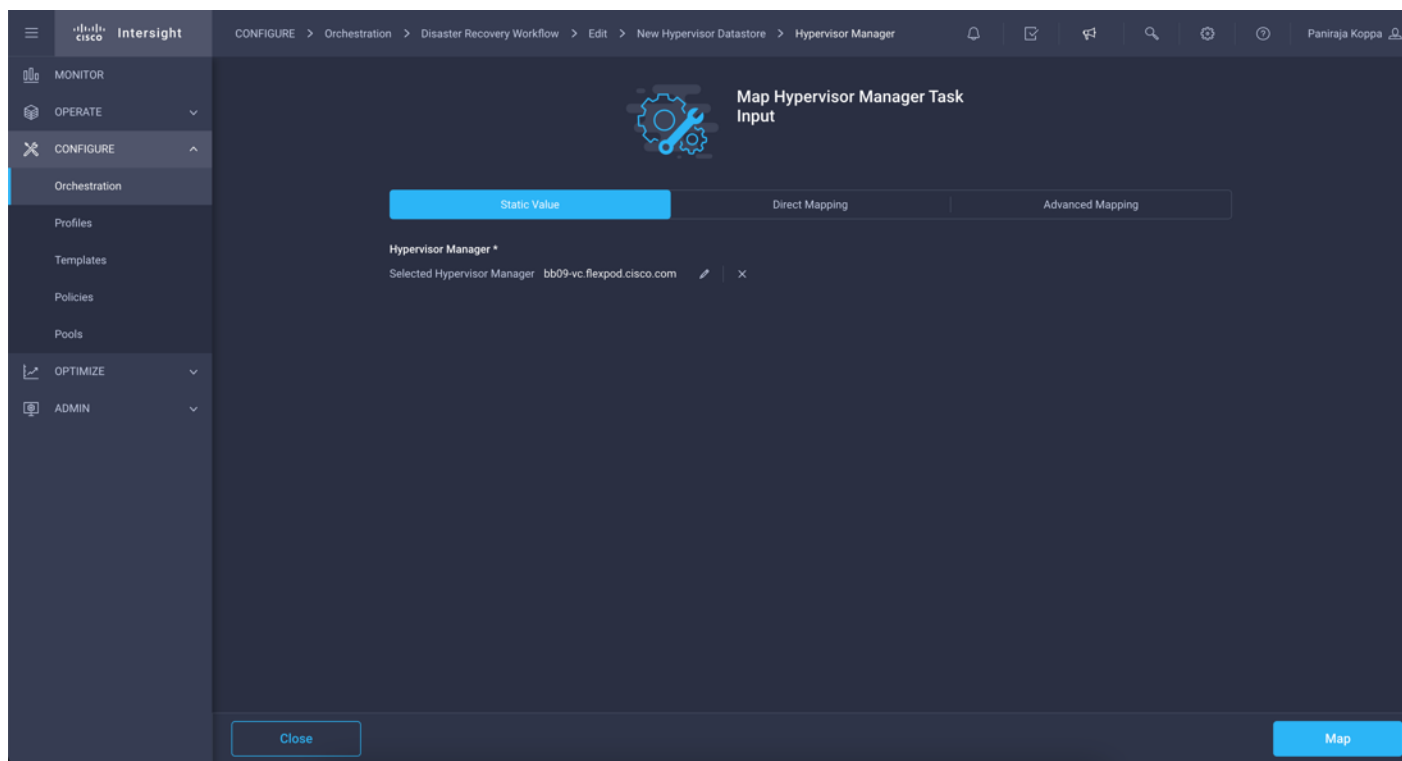 cisco Intersight
CONFIGURE > Orchestration > Disaster Recovery Workflow > Edit > New Hypervisor Datastore > Hypervisor Manager
Paniraja Koppa
MONITOR
OPERATE
CONFIGURE
Orchestration
Profiles
Templates
Policies
Pools
OPTIMIZE
ADMIN
Map Hypervisor Manager Task
Input
Static Value Direct Mapping Advanced Mapping
Hypervisor Manager *
Selected Hypervisor Manager bb09-vc.flexpod.cisco.com
Close Map